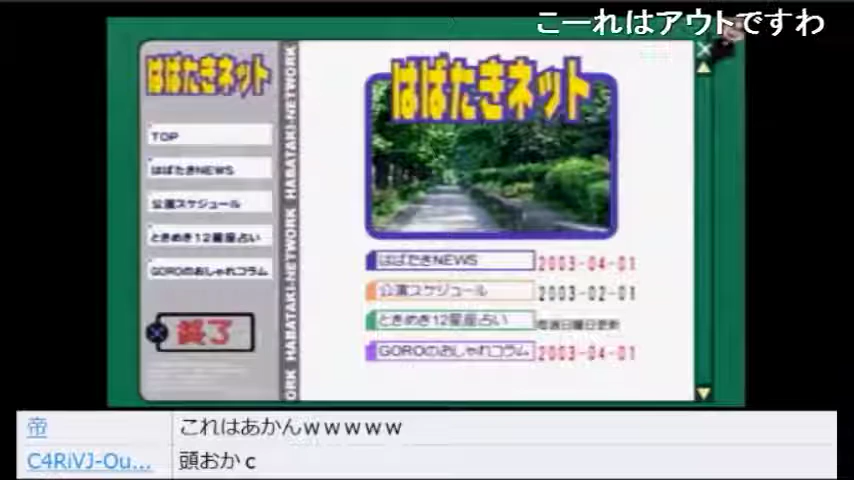 こーれはアウトですわ
はばたきネット
TOP
はばたきNEWS
公演スケジュール
ときめき12星座占い
GOROのおしゃれコラム
終了
HABATAKI-NETWORK HABATAKI-NETWORK
ORK
はばたきネット
はばたきNEWS 2003-04-01
公演スケジュール 2003-02-01
ときめき12星座占い 毎週日曜日更新
GOROのおしゃれコラム 2003-04-01
帝 これはあかんｗｗｗｗｗ
C4RiVJ-Ou... 頭おかｃ